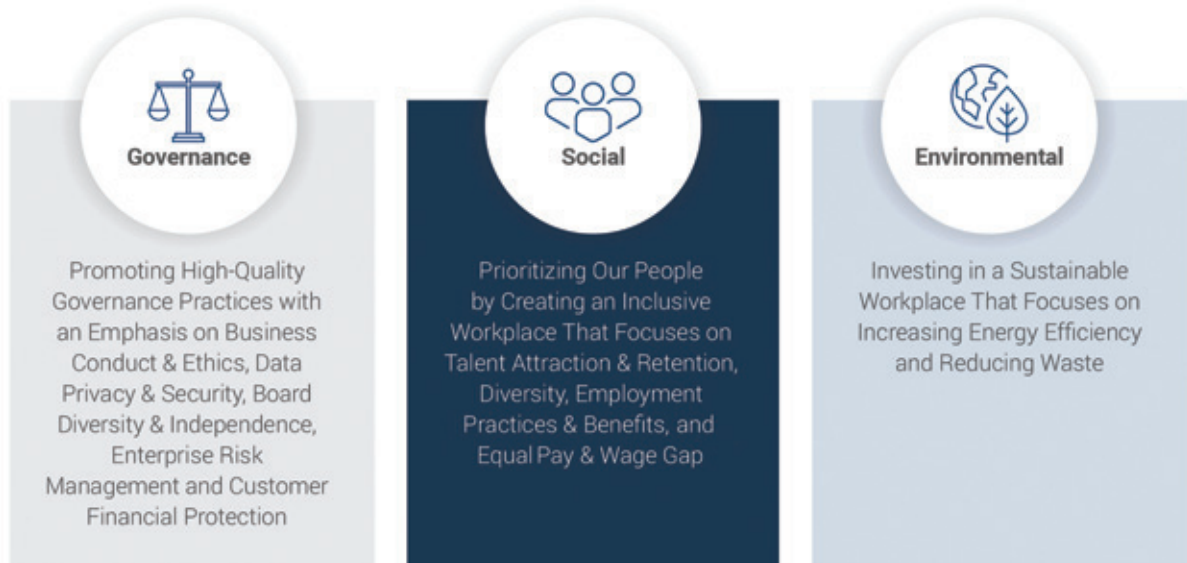 Governance
Promoting High-Quality
Governance Practices with
an Emphasis on Business
Conduct & Ethics, Data
Privacy & Security, Board
Diversity & Independence,
Enterprise Risk
Management and Customer
Financial Protection
Social
Prioritizing Our People
by Creating an Inclusive
Workplace That Focuses on
Talent Attraction & Retention,
Diversity, Employment
Practices & Benefits, and
Equal Pay & Wage Gap
Environmental
Investing in a Sustainable
Workplace That Focuses on
Increasing Energy Efficiency
and Reducing Waste